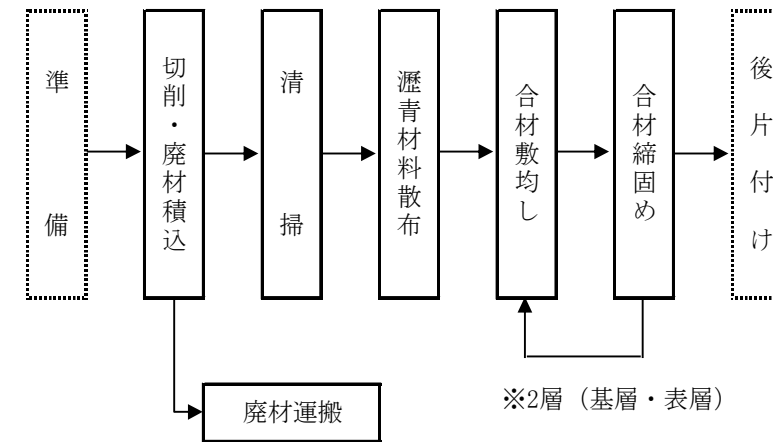 準備
切削・廃材積込
清掃
瀝青材料散布
合材敷均し
合材締固め
後片付け
廃材運搬
※2層（基層・表層）